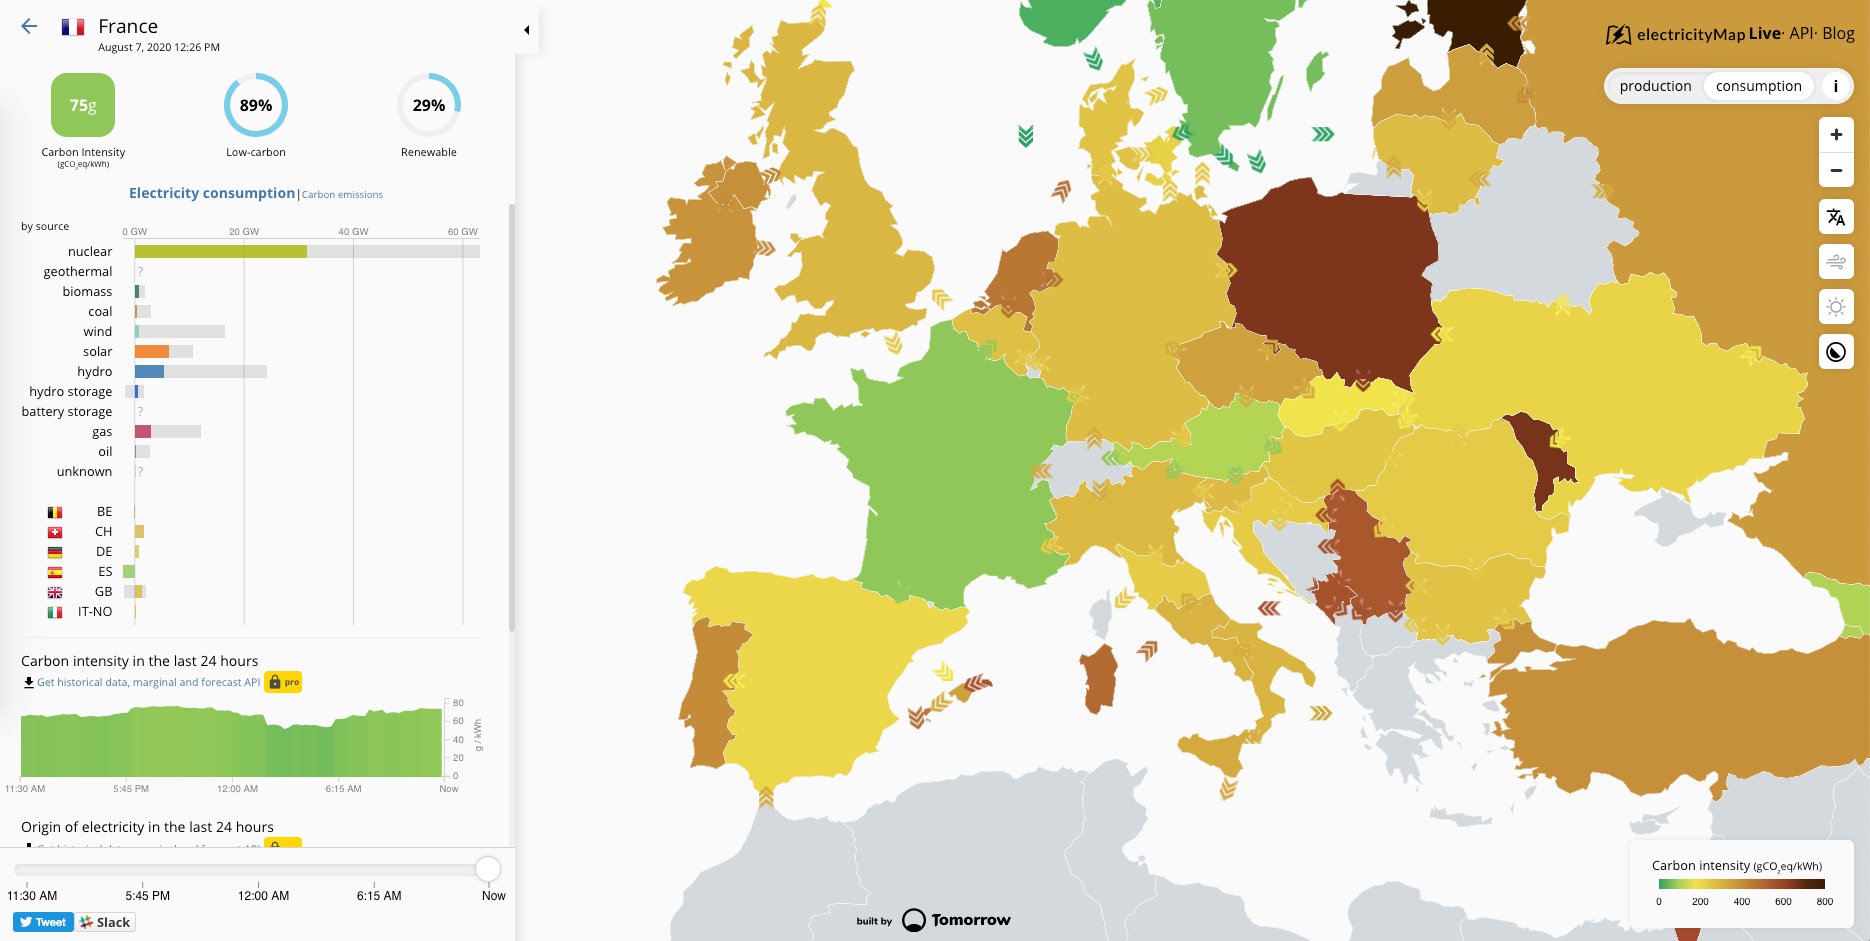 France
August 7, 2020 12:26 PM
75g
89%
29%
Carbon Intensity
(gCO₂eq/kWh)
Low-carbon
Renewable
Electricity consumption|Carbon emissions
by source
0 GW 20 GW 40 GW 60 GW
nuclear
geothermal ?
biomass
coal
wind
solar
hydro
hydro storage
battery storage ?
gas
oil
unknown ?
BE
CH
DE
ES
GB
IT-NO
Carbon intensity in the last 24 hours
Get historical data, marginal and forecast API pro
80
60
40
20
0
g / kWh
11:30 AM 5:45 PM 12:00 AM 6:15 AM Now
Origin of electricity in the last 24 hours
11:30 AM 5:45 PM 12:00 AM 6:15 AM Now
Tweet Slack
electricityMap Live· API· Blog
production consumption i
+
−
built by Tomorrow
Carbon intensity (gCO₂eq/kWh)
0 200 400 600 800